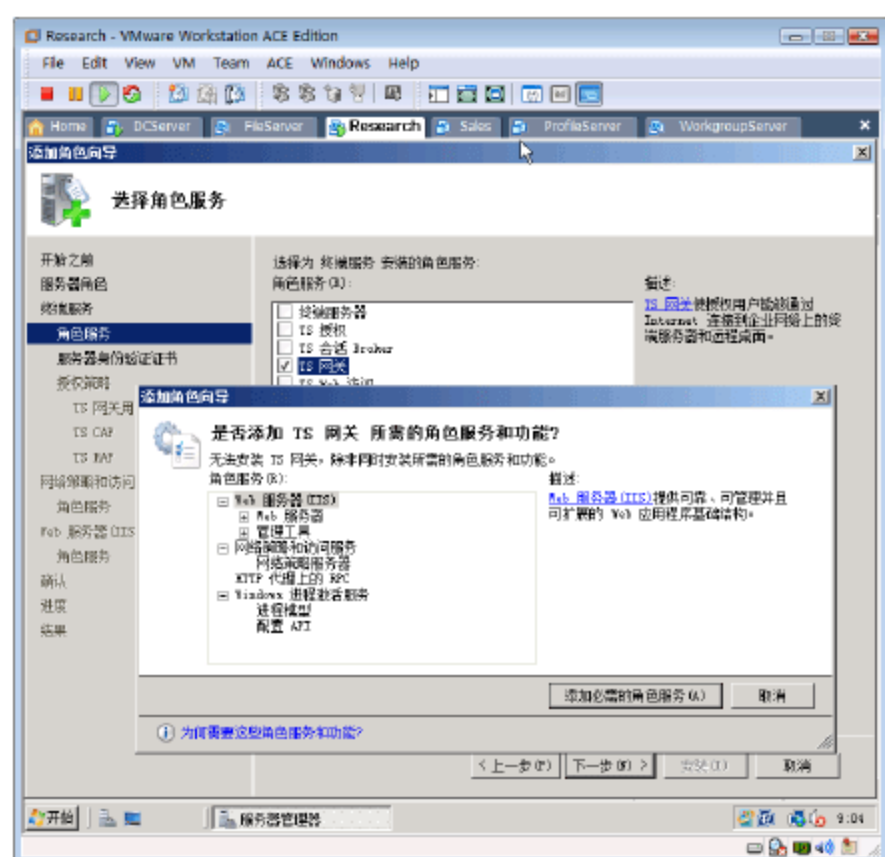 Research - VMware Workstation ACE Edition
File Edit View VM Team ACE Windows Help
Home DCServer FileServer Research Sales ProfileServer WorkgroupServer
添加角色向导
选择角色服务
开始之前
服务器角色
终端服务
角色服务
服务器身份验证证书
授权策略
TS 网关用
TS CAP
TS RAP
网络策略和访问
角色服务
Web 服务器(IIS
角色服务
确认
进度
结果
选择为 终端服务 安装的角色服务:
角色服务(R):
终端服务器
TS 授权
TS 会话 Broker
TS 网关
TS Web 访问
描述:
TS 网关使授权用户能够通过
Internet 连接到企业网络上的终
端服务器和远程桌面。
添加角色向导
是否添加 TS 网关 所需的角色服务和功能?
无法安装 TS 网关，除非同时安装所需的角色服务和功能。
角色服务(R):
Web 服务器(IIS)
Web 服务器
管理工具
网络策略和访问服务
网络策略服务器
HTTP 代理上的 RPC
Windows 进程激活服务
进程模型
配置 API
描述:
Web 服务器(IIS)提供可靠、可管理并且
可扩展的 Web 应用程序基础结构。
添加必需的角色服务(A) 取消
为何需要这些角色服务和功能?
< 上一步(P) 下一步(N) > 安装(I) 取消
开始 服务器管理器 9:04